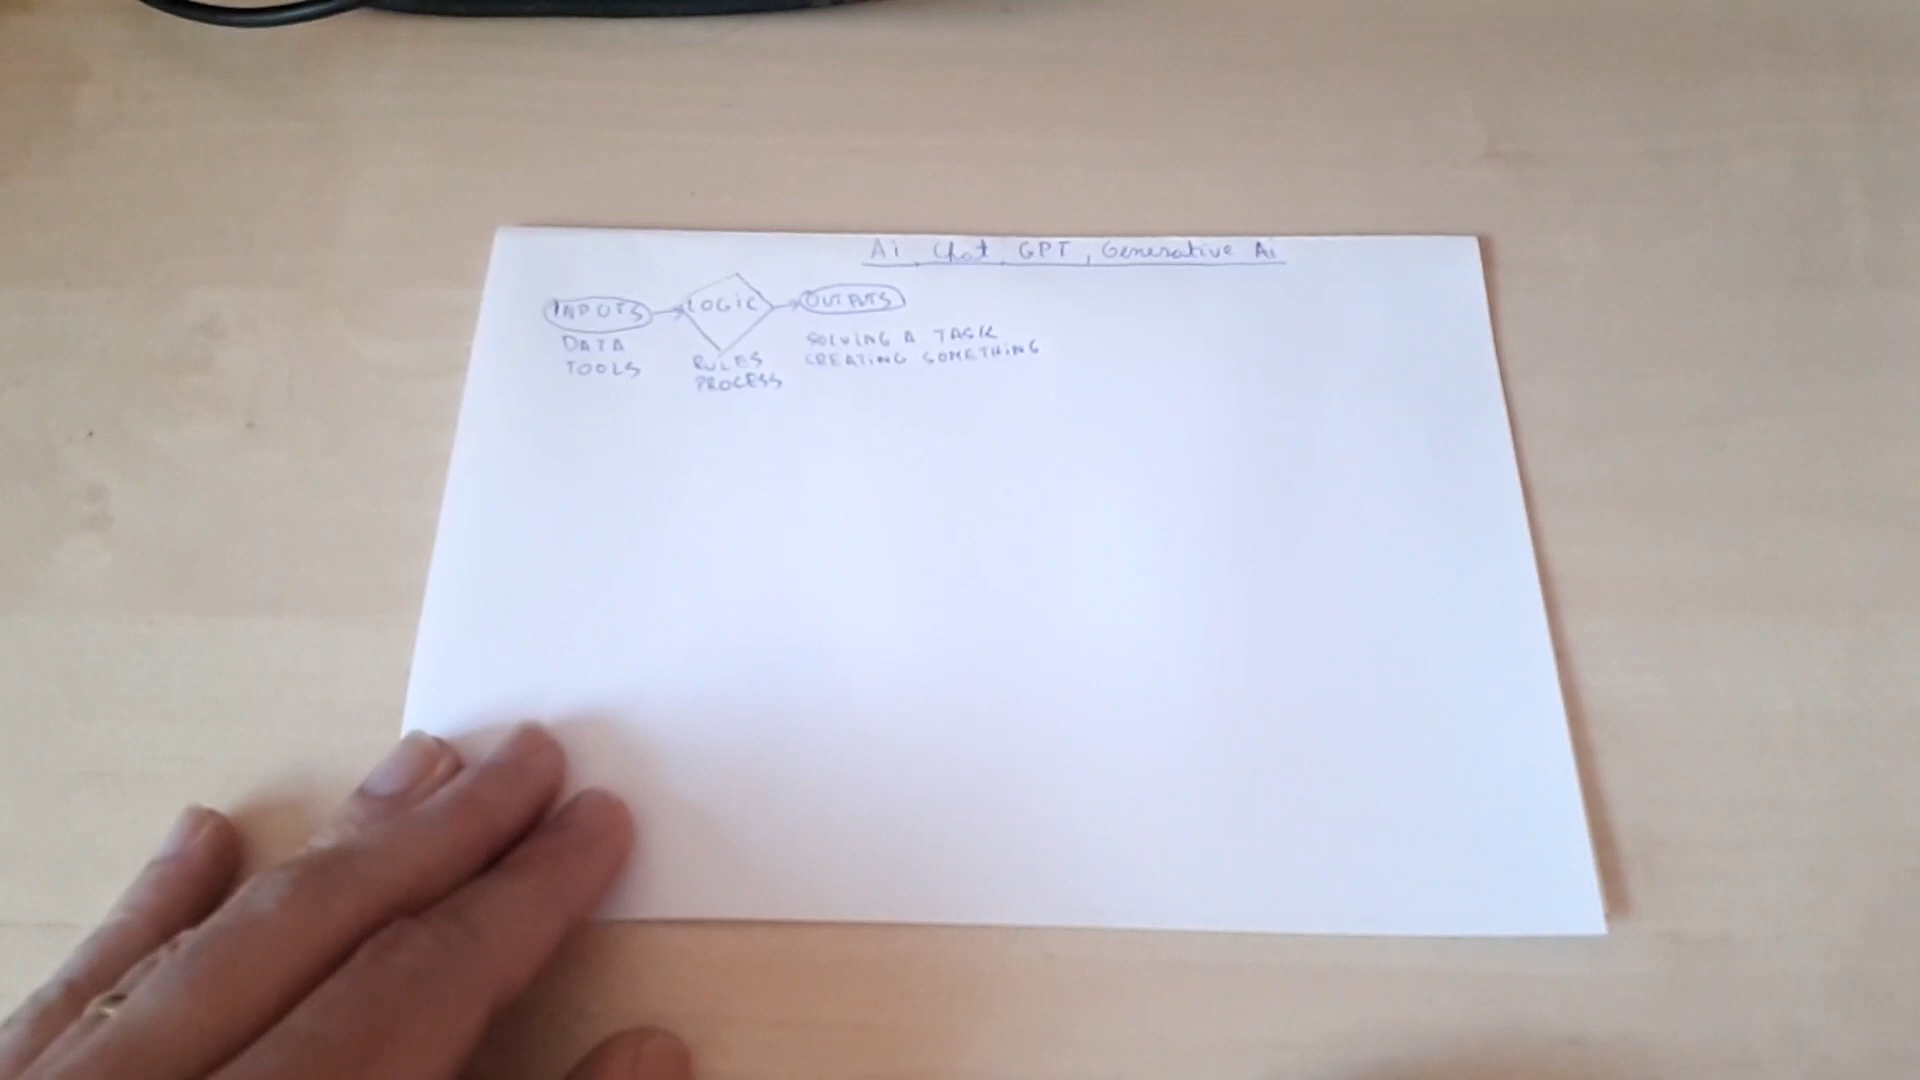 Ai, Chat GPT, Generative Ai
INPUTS LOGIC OUTPUTS
DATA
TOOLS
RULES
PROCESS
SOLVING A TASK
CREATING SOMETHING